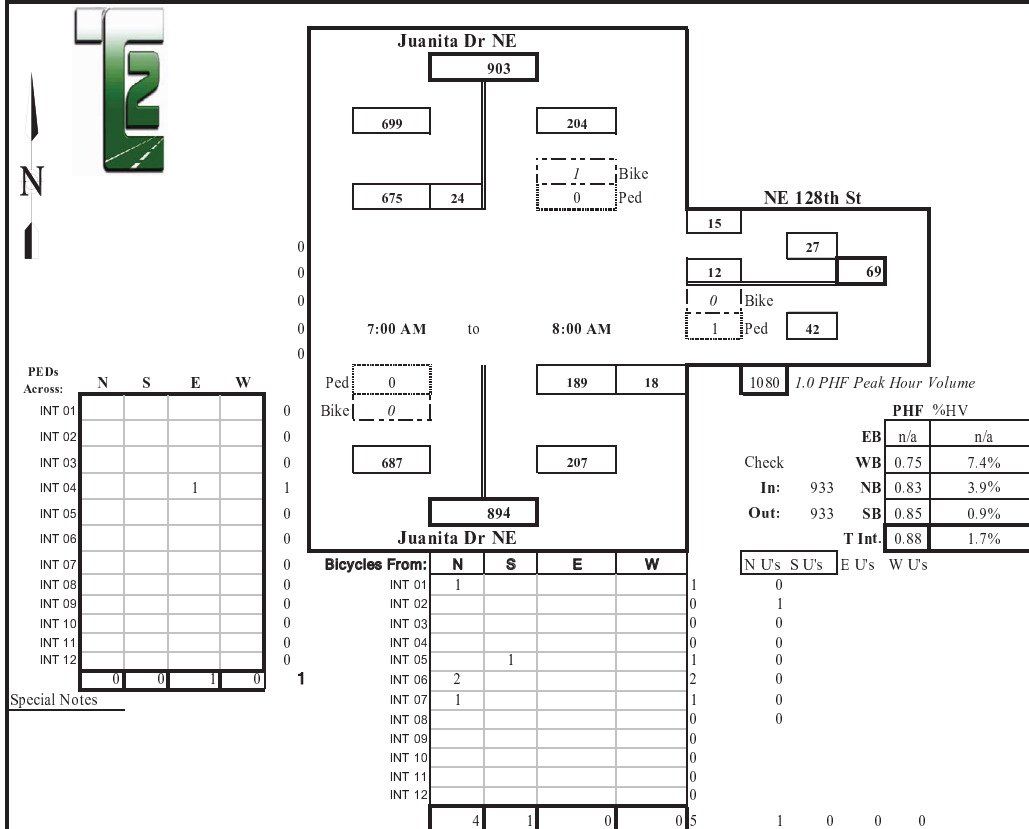 T2
N
Juanita Dr NE
903
699 204
1 Bike
675 24 0 Ped
NE 128th St
15
0 27
0 12 69
0 0 Bike
0 7:00 AM to 8:00 AM 1 Ped 42
0
PEDs Across: N S E W
Ped 0 189 18 1080 1.0 PHF Peak Hour Volume
INT 01 0 Bike 0 PHF %HV
INT 02 0 EB n/a n/a
INT 03 0 687 207 Check WB 0.75 7.4%
INT 04 1 1 In: 933 NB 0.83 3.9%
INT 05 0 894 Out: 933 SB 0.85 0.9%
INT 06 0 Juanita Dr NE T Int. 0.88 1.7%
INT 07 0 Bicycles From: N S E W N U's S U's E U's W U's
INT 08 0 INT 01 1 1 0
INT 09 0 INT 02 0 1
INT 10 0 INT 03 0 0
INT 11 0 INT 04 0 0
INT 12 0 INT 05 1 1 0
0 0 1 0 1 INT 06 2 2 0
Special Notes INT 07 1 1 0
INT 08 0 0
INT 09 0
INT 10 0
INT 11 0
INT 12 0
4 1 0 0 5 1 0 0 0